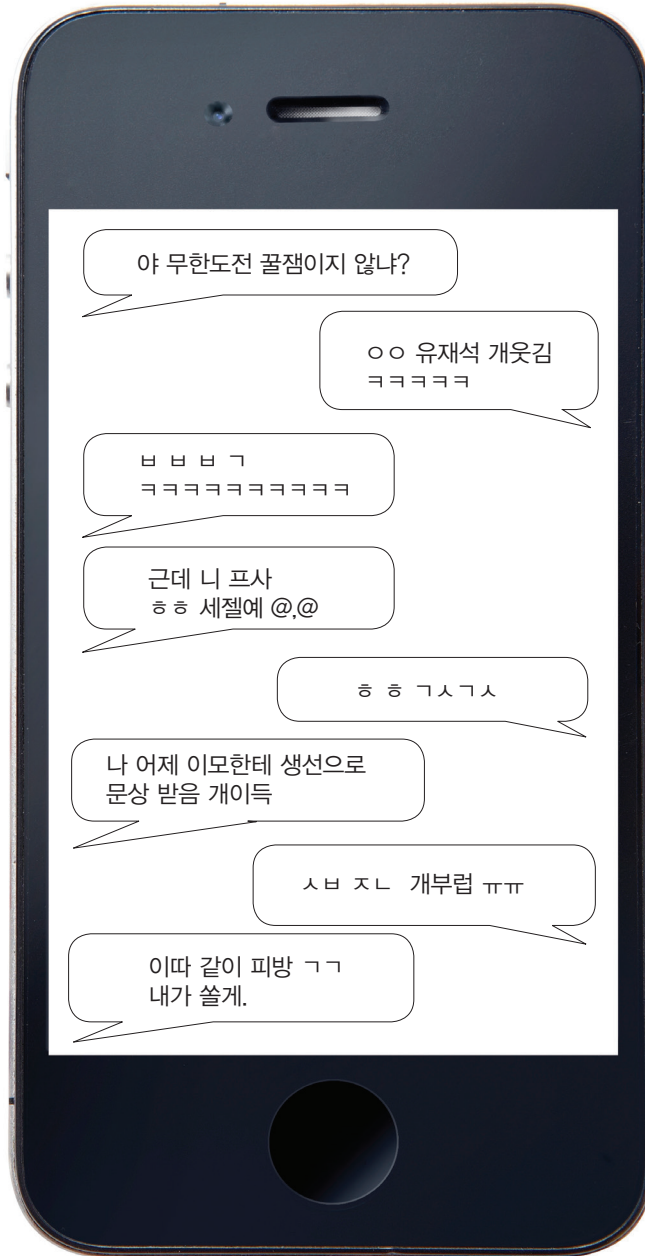 야 무한도전 꿀잼이지 않냐?
ㅇㅇ 유재석 개웃김
ㅋㅋㅋㅋㅋ
ㅂ ㅂ ㅂ ㄱ
ㅋㅋㅋㅋㅋㅋㅋㅋㅋㅋ
근데 니 프사
ㅎㅎ 세젤예 @,@
ㅎ ㅎ ㄱㅅㄱㅅ
나 어제 이모한테 생선으로
문상 받음 개이득
ㅅㅂ ㅈㄴ 개부럽 ㅠㅠ
이따 같이 피방 ㄱㄱ
내가 쏠게.